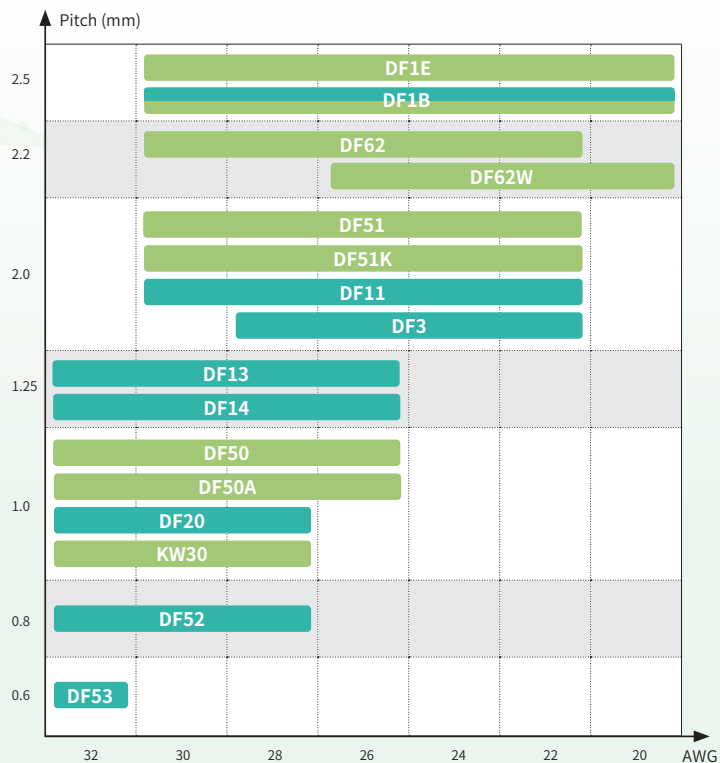 Pitch (mm)
2.5
DF1E
DF1B
2.2
DF62
DF62W
2.0
DF51
DF51K
DF11
DF3
1.25
DF13
DF14
1.0
DF50
DF50A
DF20
KW30
0.8
DF52
0.6
DF53
32 30 28 26 24 22 20 AWG